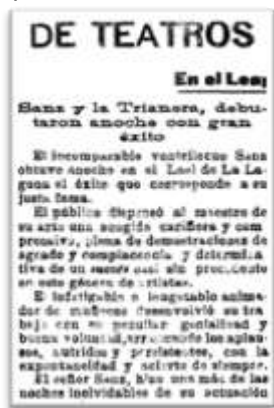 DE TEATROS
En el Leal
Sanz y la Trianera, debu-
taron anoche con gran
éxito
El incomparable ventrilocuo Sanz
obtuvo anoche en el Leal de La La-
guna el éxito que corresponde a su
justa fama.
El público dispensó al maestro de
su arte una acogida cariñosa y com
prensiva, plena de demostraciones de
agrado y complacencia y determina
tiva de un casi sin precedente
en este género de artistas.
El infatigable e inagotable anima-
dor de muñecos desenvolvió su tra
bajo con su peculiar genialidad y
buena voluntad, arrancando los aplau-
sos, nutridos y persistentes, con la
espontaneidad y acierto de siempre.
El señor Sanz, hizo una más de las
noches inolvidables de su actuación